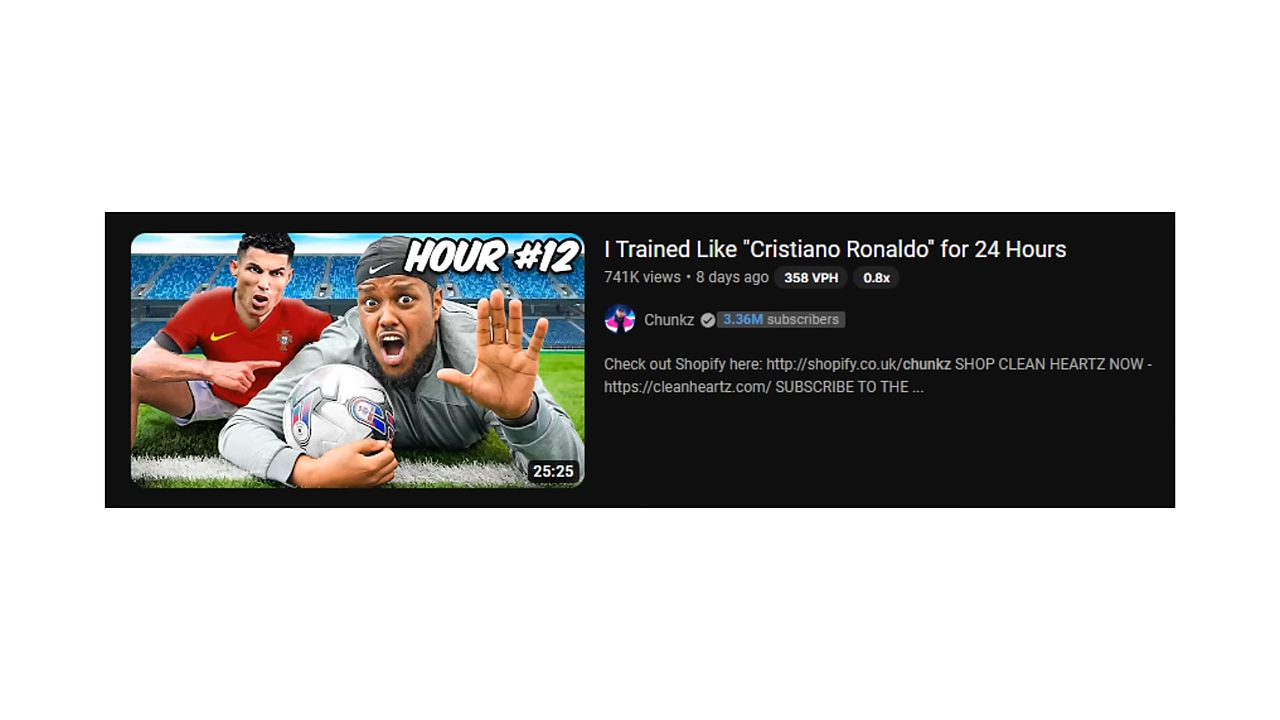 HOUR #12
25:25
I Trained Like "Cristiano Ronaldo" for 24 Hours
741K views • 8 days ago 358 VPH 0.8x
Chunkz 3.36M subscribers
Check out Shopify here: http://shopify.co.uk/chunkz SHOP CLEAN HEARTZ NOW -
https://cleanheartz.com/ SUBSCRIBE TO THE ...